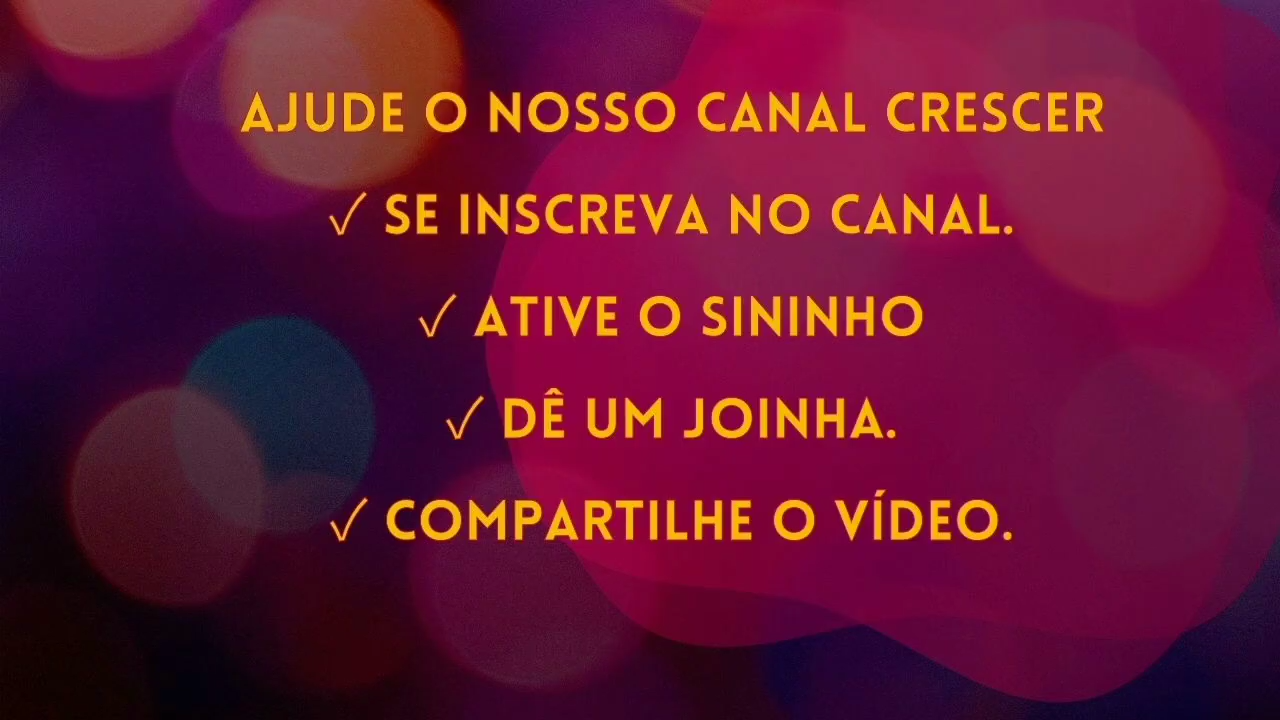 AJUDE O NOSSO CANAL CRESCER
✓ SE INSCREVA NO CANAL.
✓ ATIVE O SININHO
✓ DÊ UM JOINHA.
✓ COMPARTILHE O VÍDEO.